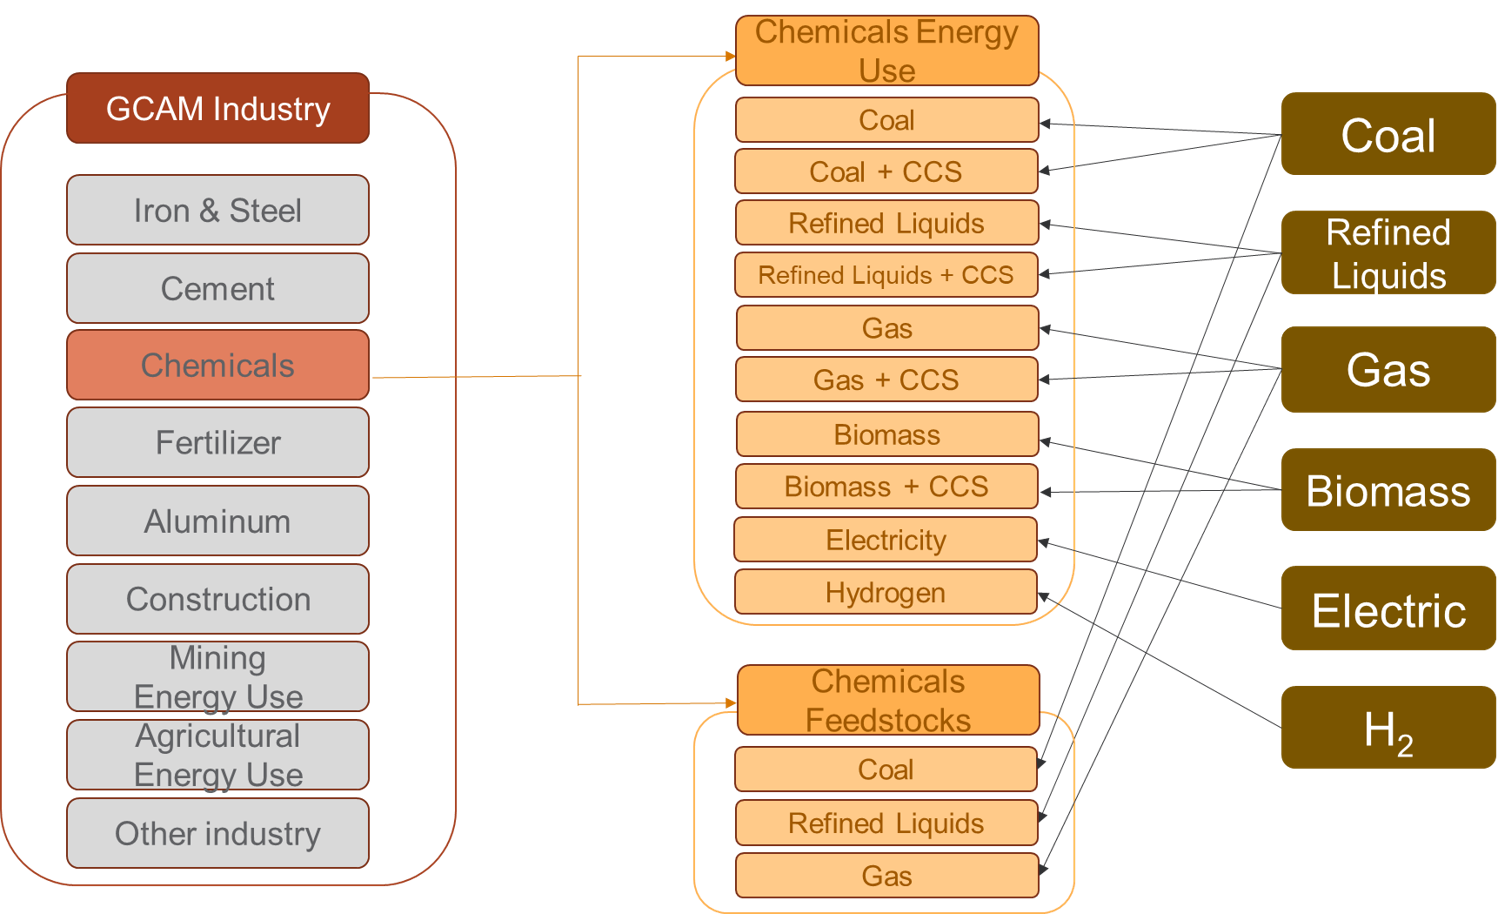 GCAM Industry
Iron & Steel
Cement
Chemicals
Fertilizer
Aluminum
Construction
Mining
Energy Use
Agricultural
Energy Use
Other industry
Chemicals Energy
Use
Coal
Coal + CCS
Refined Liquids
Refined Liquids + CCS
Gas
Gas + CCS
Biomass
Biomass + CCS
Electricity
Hydrogen
Chemicals
Feedstocks
Coal
Refined Liquids
Gas
Coal
Refined
Liquids
Gas
Biomass
Electric
H₂